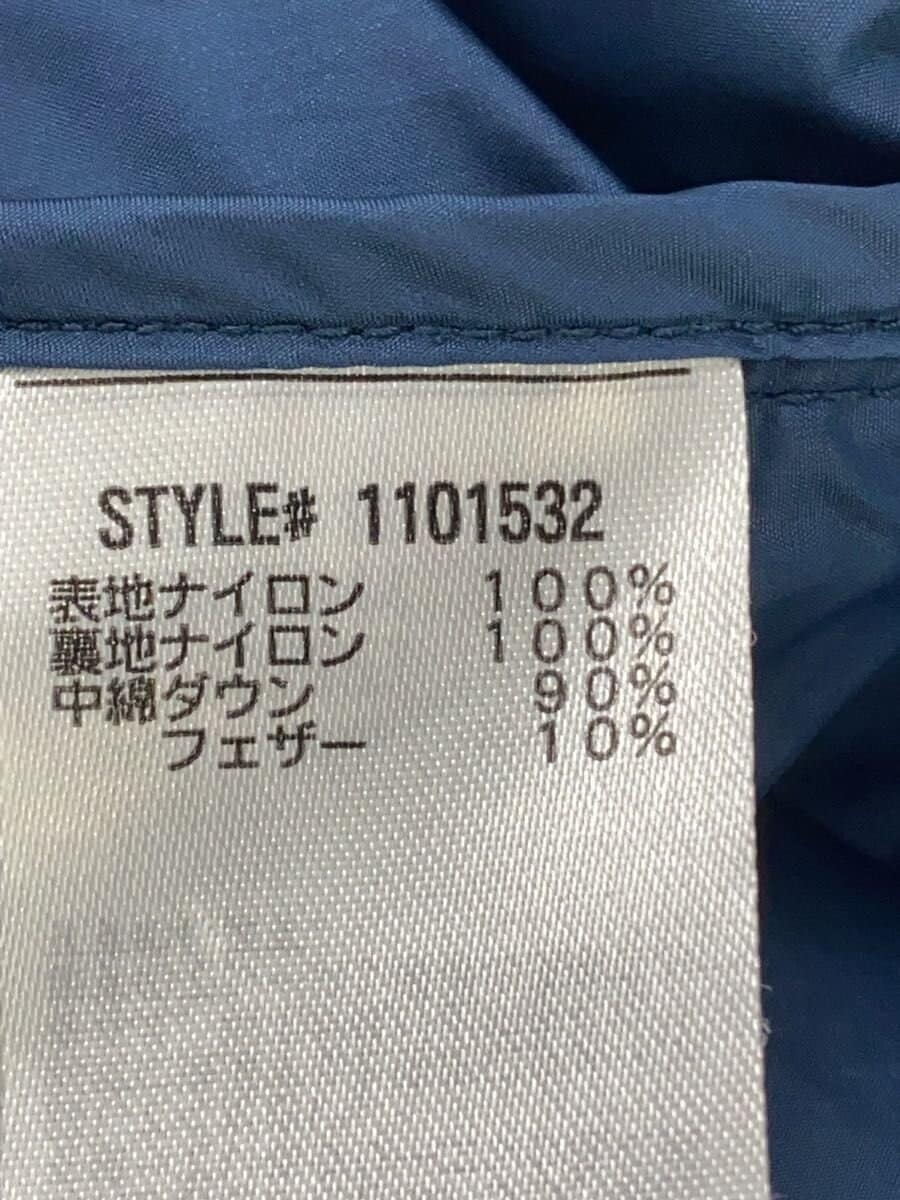 STYLE# 1101532
表地ナイロン 100%
裏地ナイロン 100%
中綿ダウン 90%
フェザー 10%